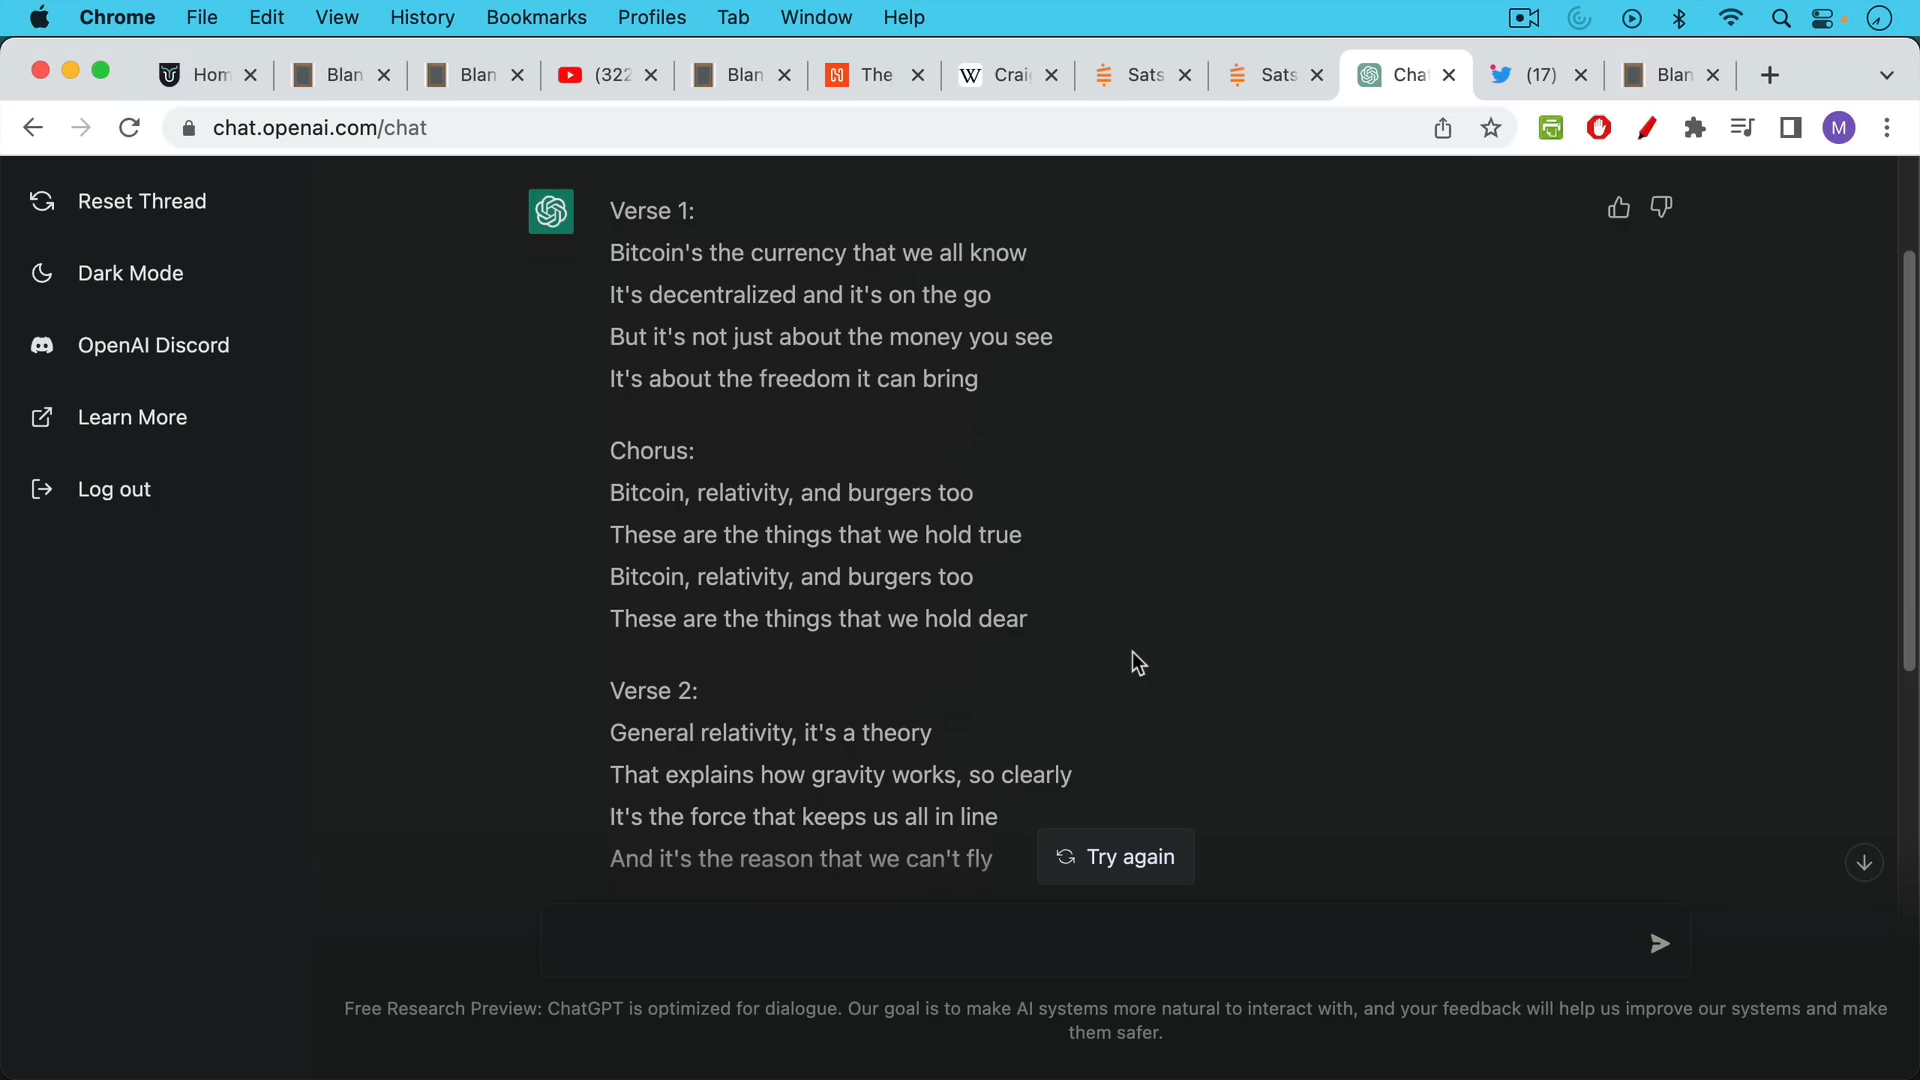 Chrome File Edit View History Bookmarks Profiles Tab Window Help
Hom Blan Blan (322 Blan The Crai Sats Sats Cha (17) Blan
chat.openai.com/chat M
Reset Thread
Dark Mode
OpenAI Discord
Learn More
Log out
Verse 1:
Bitcoin's the currency that we all know
It's decentralized and it's on the go
But it's not just about the money you see
It's about the freedom it can bring
Chorus:
Bitcoin, relativity, and burgers too
These are the things that we hold true
Bitcoin, relativity, and burgers too
These are the things that we hold dear
Verse 2:
General relativity, it's a theory
That explains how gravity works, so clearly
It's the force that keeps us all in line
And it's the reason that we can't fly
Try again
Free Research Preview: ChatGPT is optimized for dialogue. Our goal is to make AI systems more natural to interact with, and your feedback will help us improve our systems and make
them safer.